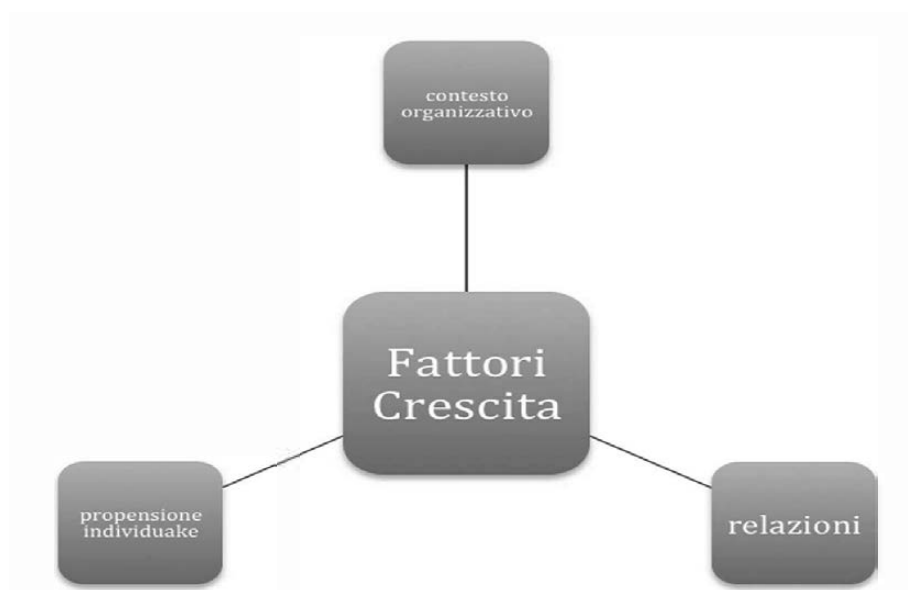 contesto
organizzativo
Fattori
Crescita
propensione
individuake
relazioni